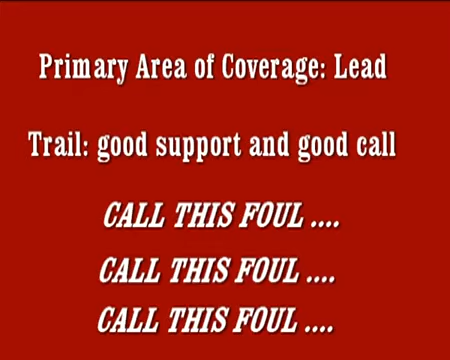 Primary Area of Coverage: Lead
Trail: good support and good call
CALL THIS FOUL ....
CALL THIS FOUL ....
CALL THIS FOUL ....